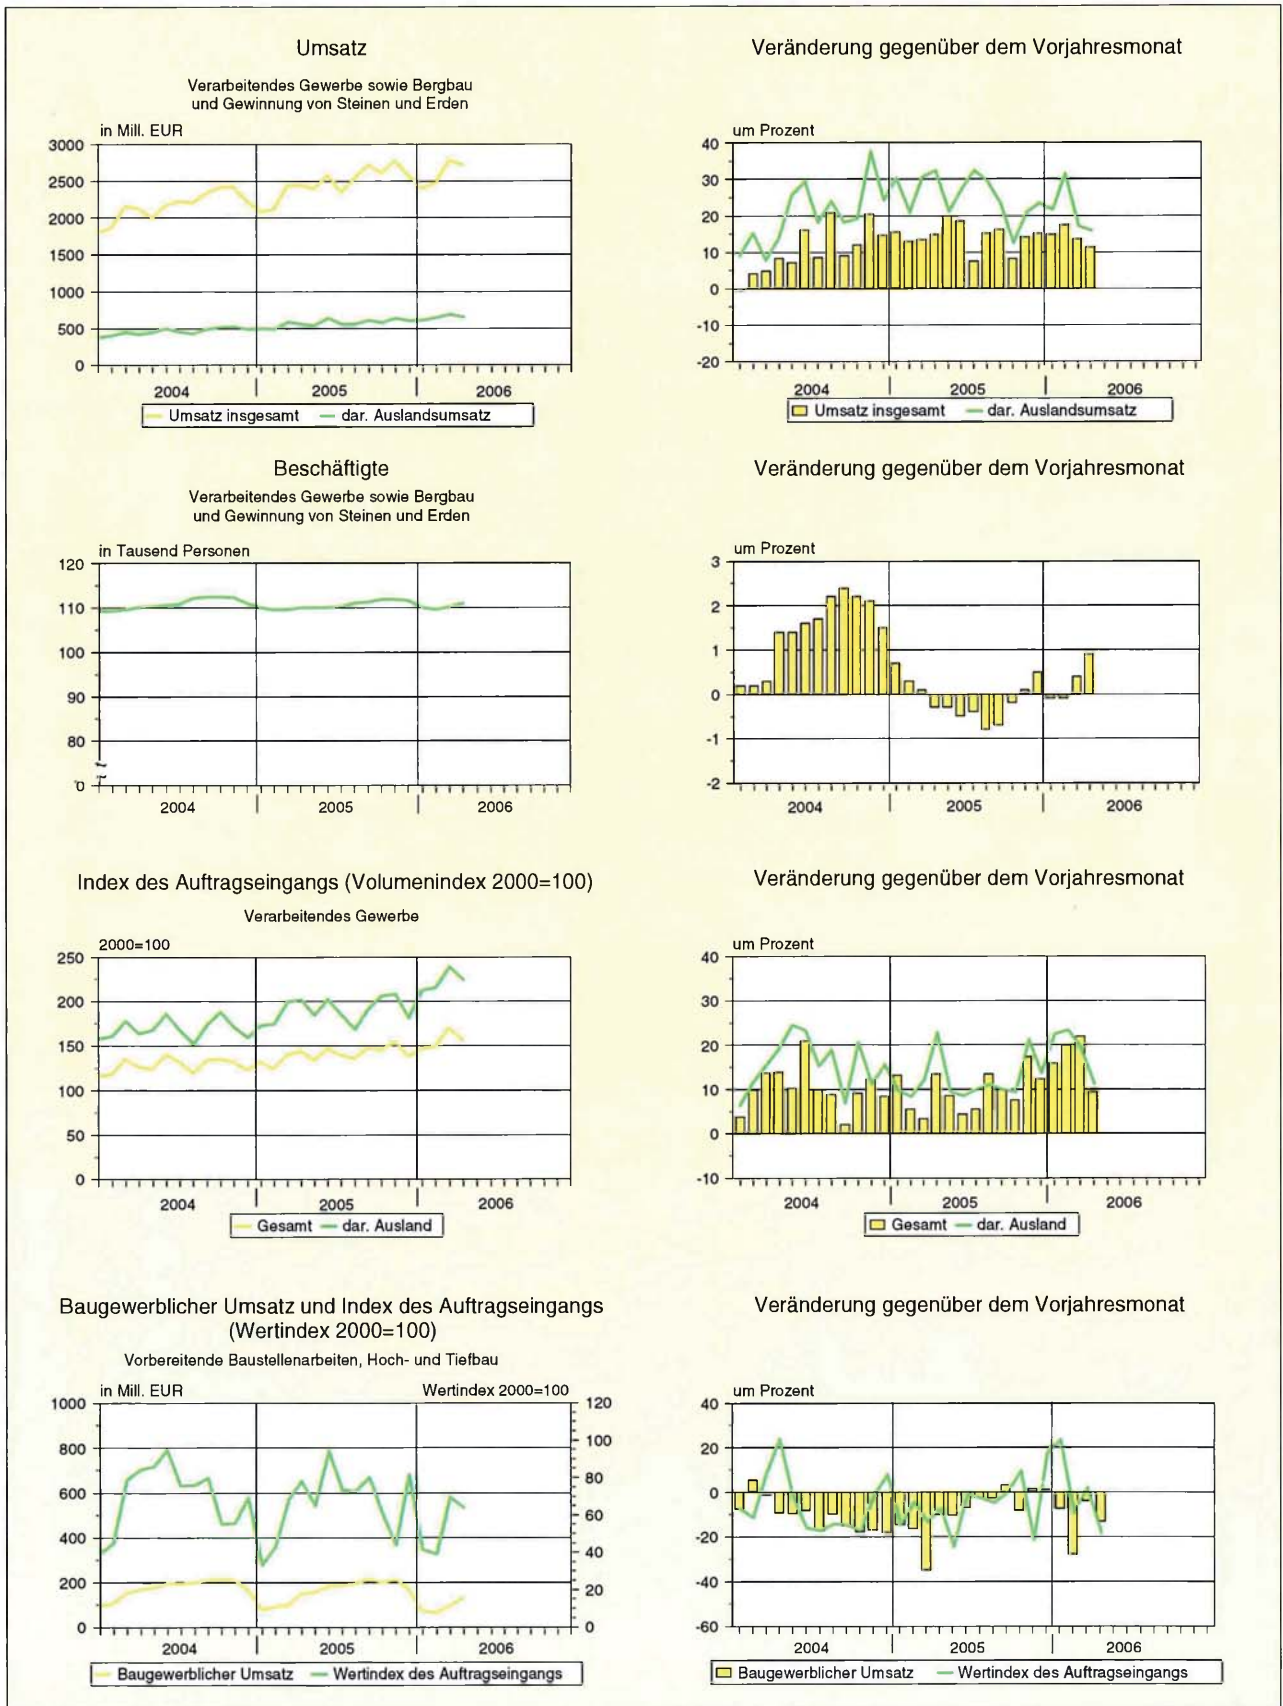 Umsatz
Verarbeitendes Gewerbe sowie Bergbau
und Gewinnung von Steinen und Erden
in Mill. EUR
3000
2500
2000
1500
1000
500
0
2004
2005
2006
Umsatz insgesamt
dar. Auslandsumsatz
Veränderung gegenüber dem Vorjahresmonat
um Prozent
40
30
20
10
0
-10
-20
2004
2005
2006
Umsatz insgesamt
dar. Auslandsumsatz
Beschäftigte
Verarbeitendes Gewerbe sowie Bergbau
und Gewinnung von Steinen und Erden
in Tausend Personen
120
110
100
90
80
0
2004
2005
2006
Veränderung gegenüber dem Vorjahresmonat
um Prozent
3
2
1
0
-1
-2
2004
2005
2006
Index des Auftragseingangs (Volumenindex 2000=100)
Verarbeitendes Gewerbe
2000=100
250
200
150
100
50
0
2004
2005
2006
Gesamt
dar. Ausland
Veränderung gegenüber dem Vorjahresmonat
um Prozent
40
30
20
10
0
-10
2004
2005
2006
Gesamt
dar. Ausland
Baugewerblicher Umsatz und Index des Auftragseingangs
(Wertindex 2000=100)
Vorbereitende Baustellenarbeiten, Hoch- und Tiefbau
in Mill. EUR
Wertindex 2000=100
1000
800
600
400
200
0
120
100
80
60
40
20
0
2004
2005
2006
Baugewerblicher Umsatz
Wertindex des Auftragseingangs
Veränderung gegenüber dem Vorjahresmonat
um Prozent
40
20
0
-20
-40
-60
2004
2005
2006
Baugewerblicher Umsatz
Wertindex des Auftragseingangs